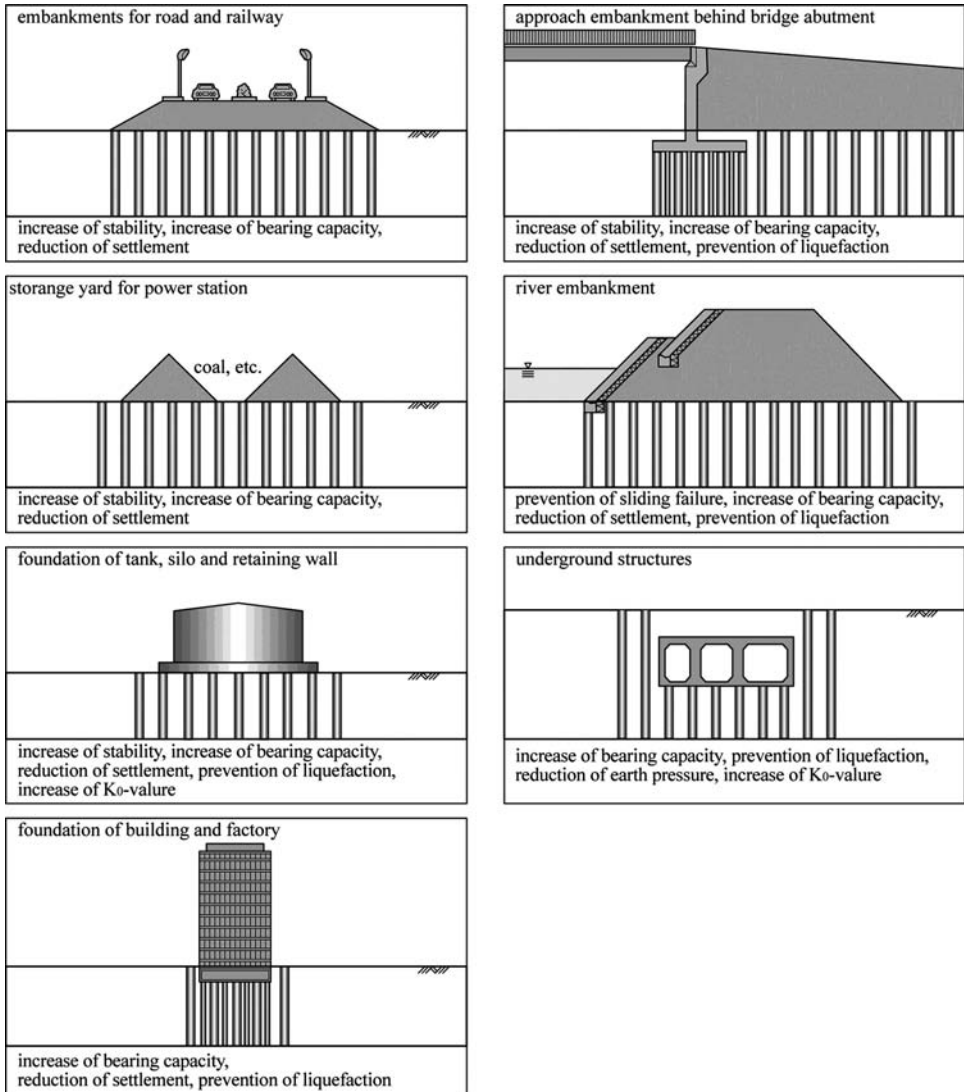 embankments for road and railway
increase of stability, increase of bearing capacity,
reduction of settlement
approach embankment behind bridge abutment
increase of stability, increase of bearing capacity,
reduction of settlement, prevention of liquefaction
storange yard for power station
coal, etc.
increase of stability, increase of bearing capacity,
reduction of settlement
river embankment
prevention of sliding failure, increase of bearing capacity,
reduction of settlement, prevention of liquefaction
foundation of tank, silo and retaining wall
increase of stability, increase of bearing capacity,
reduction of settlement, prevention of liquefaction,
increase of K₀-valure
underground structures
increase of bearing capacity, prevention of liquefaction,
reduction of earth pressure, increase of K₀-valure
foundation of building and factory
increase of bearing capacity,
reduction of settlement, prevention of liquefaction